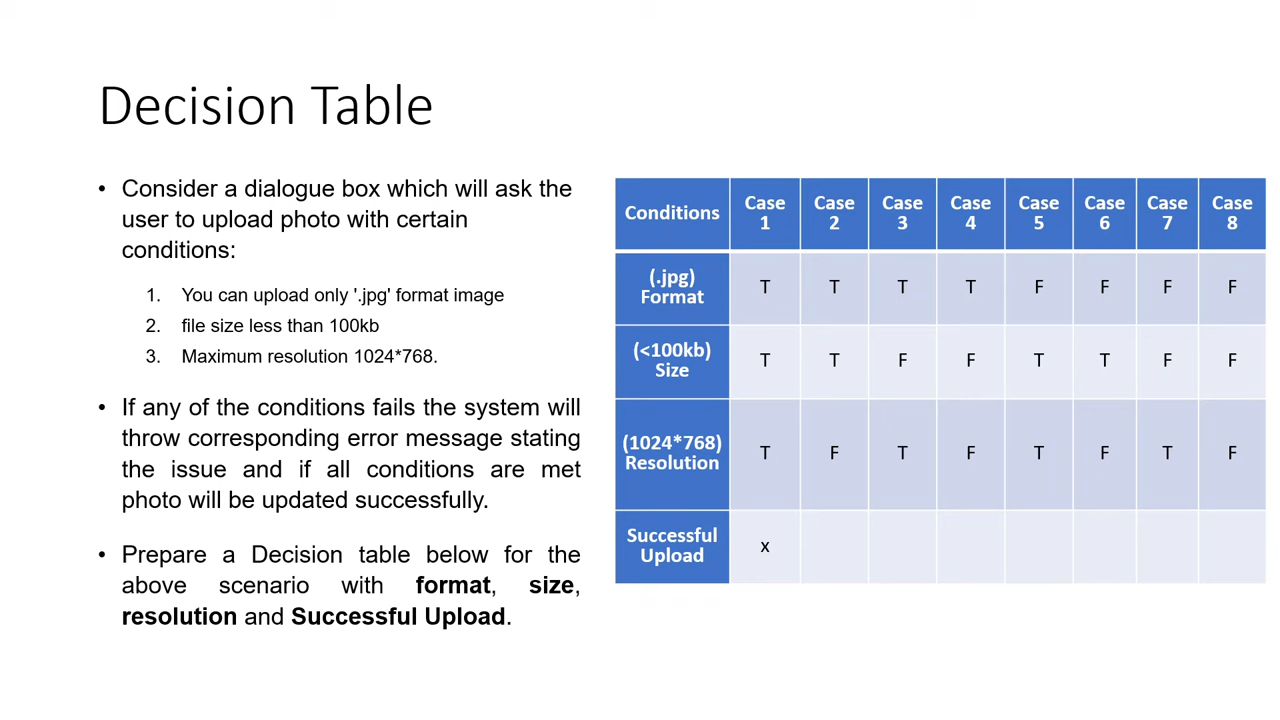 Decision Table
• Consider a dialogue box which will ask the
user to upload photo with certain
conditions:
1. You can upload only '.jpg' format image
2. file size less than 100kb
3. Maximum resolution 1024*768.
• If any of the conditions fails the system will
throw corresponding error message stating
the issue and if all conditions are met
photo will be updated successfully.
• Prepare a Decision table below for the
above scenario with format, size,
resolution and Successful Upload.
Conditions Case 1 Case 2 Case 3 Case 4 Case 5 Case 6 Case 7 Case 8
(.jpg) Format T T T T F F F F
(<100kb) Size T T F F T T F F
(1024*768) Resolution T F T F T F T F
Successful Upload x